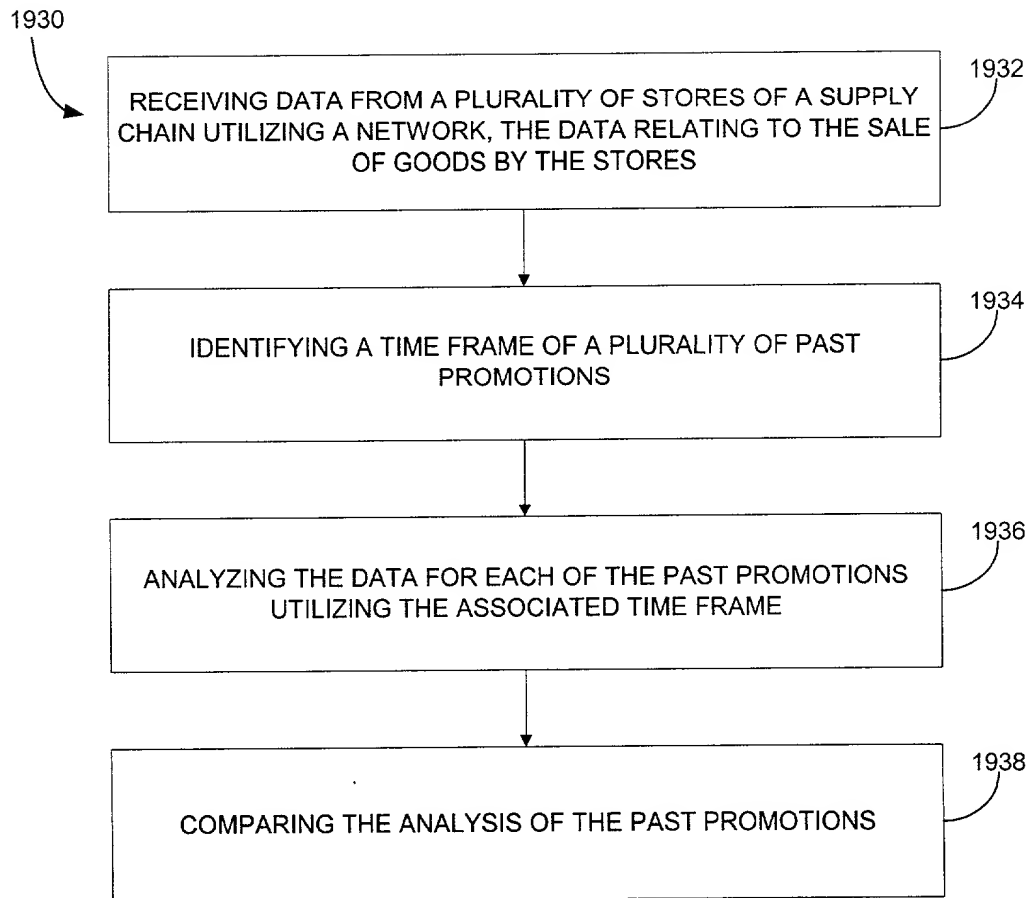 1930
1932
RECEIVING DATA FROM A PLURALITY OF STORES OF A SUPPLY
CHAIN UTILIZING A NETWORK, THE DATA RELATING TO THE SALE
OF GOODS BY THE STORES
1934
IDENTIFYING A TIME FRAME OF A PLURALITY OF PAST
PROMOTIONS
1936
ANALYZING THE DATA FOR EACH OF THE PAST PROMOTIONS
UTILIZING THE ASSOCIATED TIME FRAME
1938
COMPARING THE ANALYSIS OF THE PAST PROMOTIONS